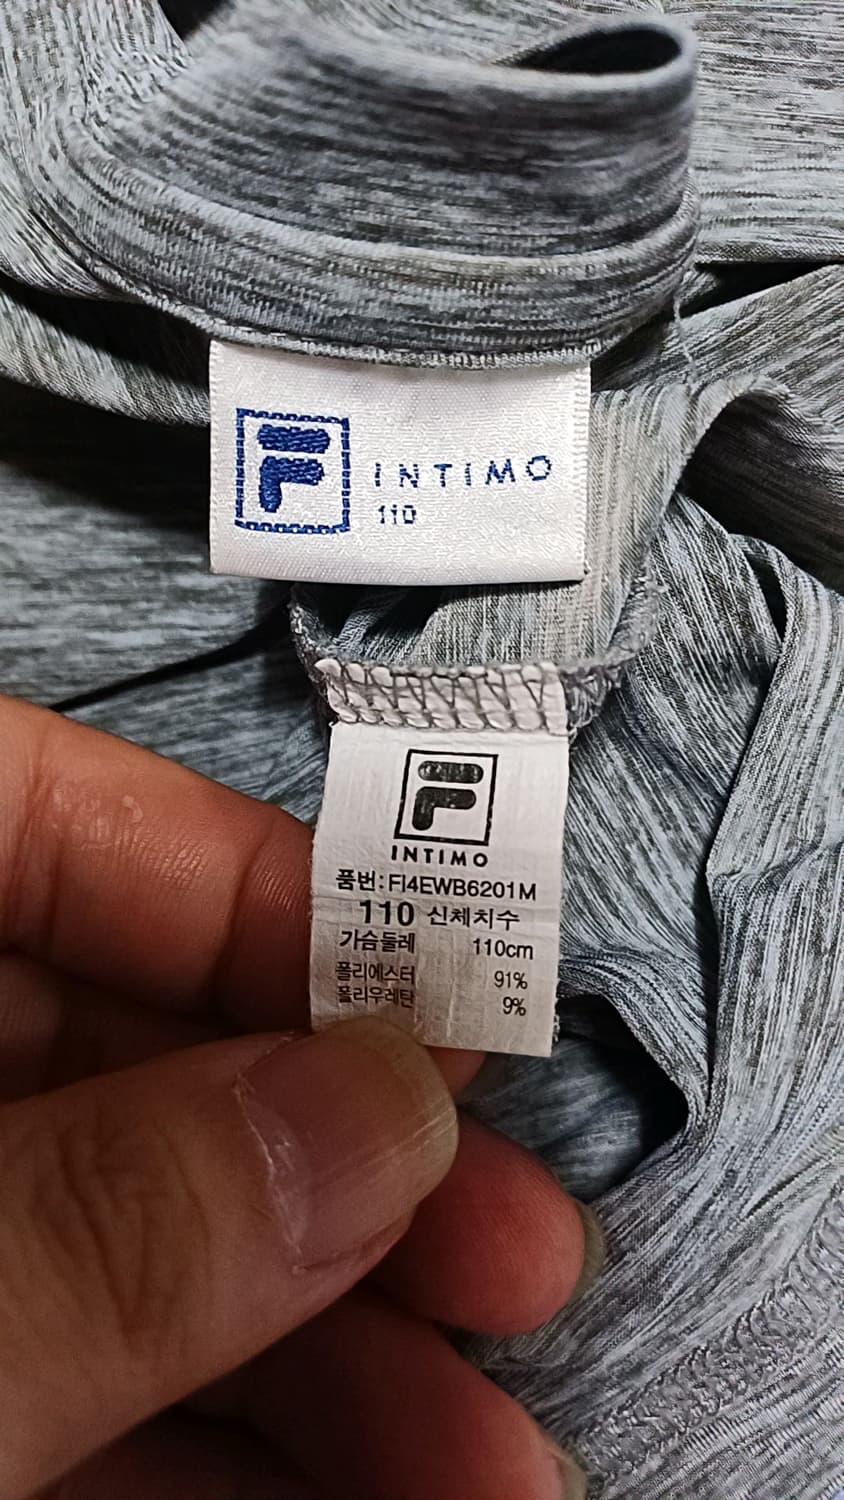 F INTIMO
110
F
INTIMO
품번: FI4EWB6201M
110 신체치수
가슴둘레 110cm
폴리에스터 91%
폴리우레탄 9%